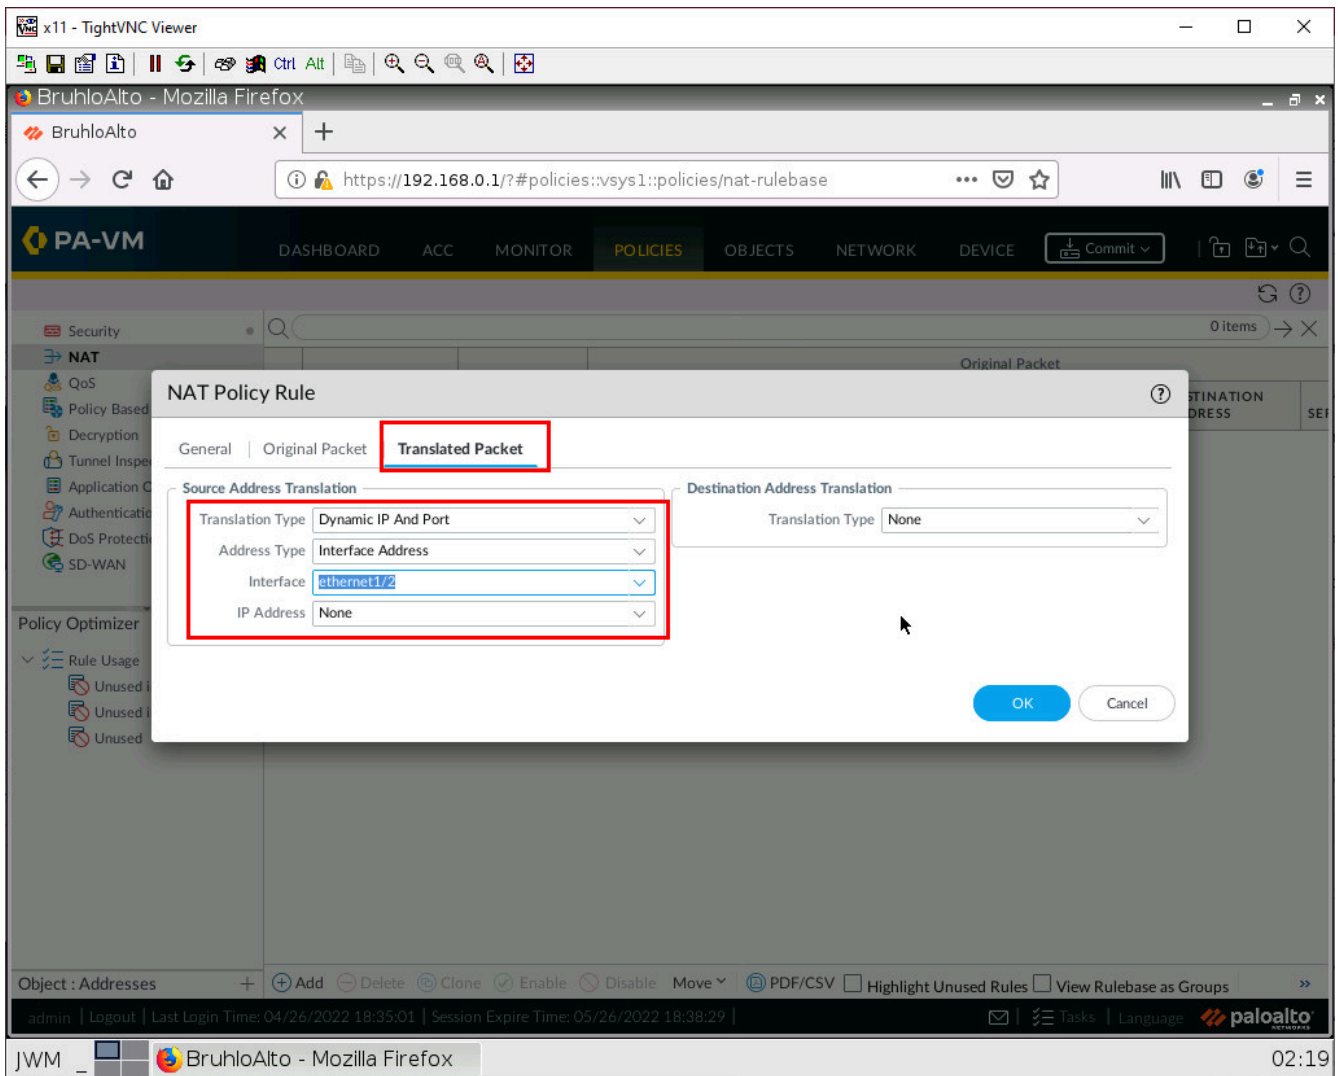 x11 - TightVNC Viewer
Ctrl Alt
BruhloAlto - Mozilla Firefox
BruhloAlto
https://192.168.0.1/?#policies::vsys1::policies/nat-rulebase
PA-VM
DASHBOARD ACC MONITOR POLICIES OBJECTS NETWORK DEVICE Commit
Security
0 items
NAT
Original Packet
QoS
Policy Based
Decryption
Tunnel Inspe
Application C
Authenticatio
DoS Protecti
SD-WAN
STINATION
DRESS
SER
NAT Policy Rule
General Original Packet Translated Packet
Source Address Translation
Translation Type Dynamic IP And Port
Address Type Interface Address
Interface ethernet1/2
IP Address None
Destination Address Translation
Translation Type None
OK Cancel
Policy Optimizer
Rule Usage
Unused i
Unused i
Unused
Object : Addresses + Add Delete Clone Enable Disable Move PDF/CSV Highlight Unused Rules View Rulebase as Groups »
admin | Logout | Last Login Time: 04/26/2022 18:35:01 | Session Expire Time: 05/26/2022 18:38:29 | Tasks | Language paloalto NETWORKS
JWM _ BruhloAlto - Mozilla Firefox 02:19